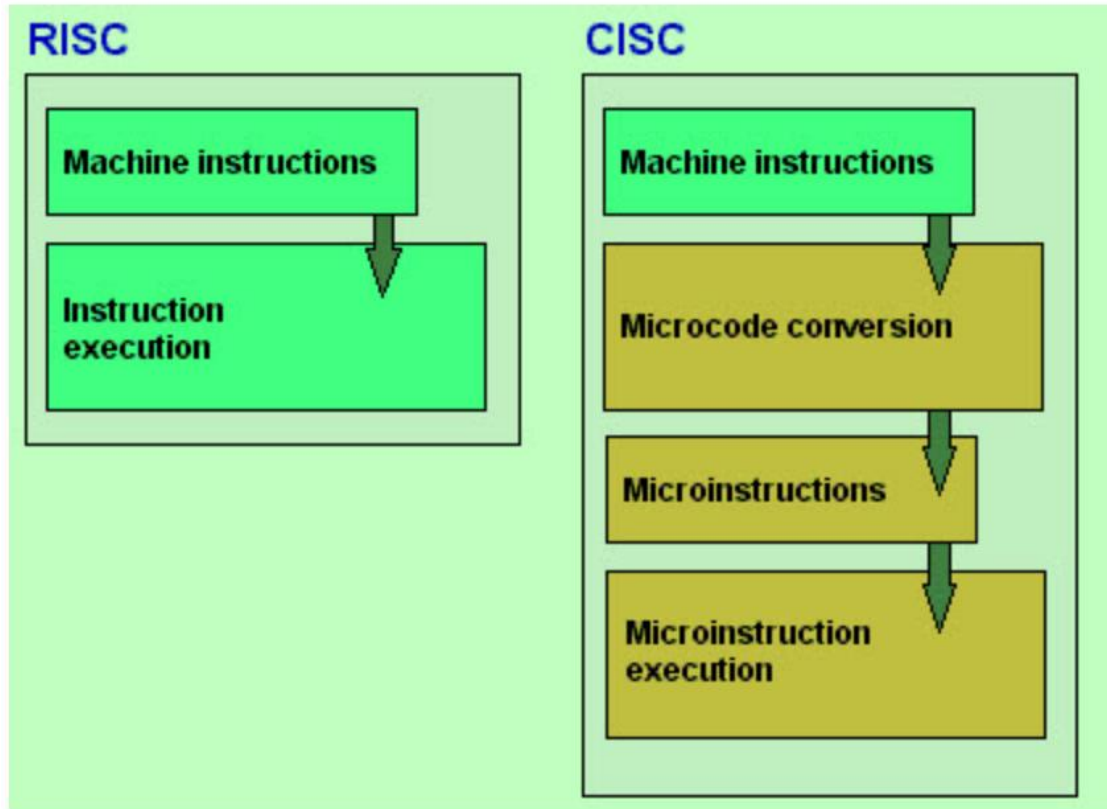 RISC
Machine instructions
Instruction
execution
CISC
Machine instructions
Microcode conversion
Microinstructions
Microinstruction
execution